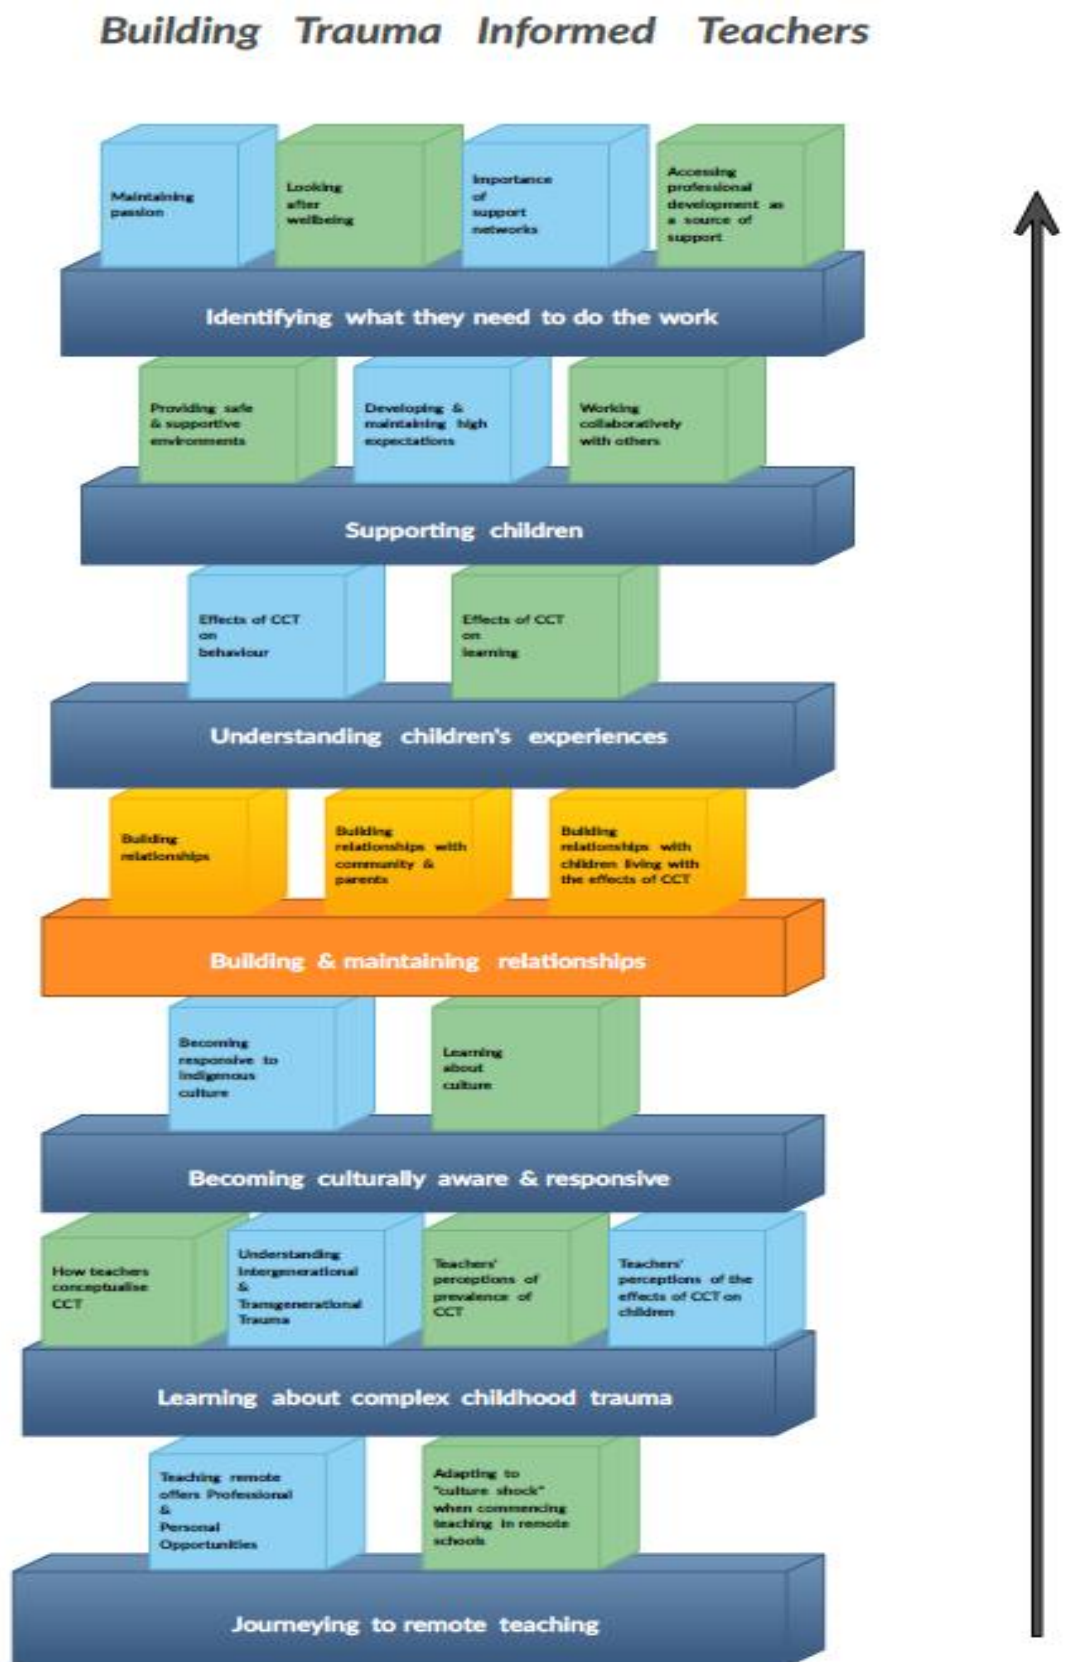 Building Trauma Informed Teachers
Maintaining
passion
Looking
after
wellbeing
Importance
of
support
networks
Accessing
professional
development as
a source of
support
Identifying what they need to do the work
Providing safe
& supportive
environments
Developing &
maintaining high
expectations
Working
collaboratively
with others
Supporting children
Effects of CCT
on
behaviour
Effects of CCT
on
learning
Understanding children's experiences
Building
relationships
Building
relationships with
community &
parents
Building
relationships with
children living with
the effects of CCT
Building & maintaining relationships
Becoming
responsive to
Indigenous
culture
Learning
about
culture
Becoming culturally aware & responsive
How teachers
conceptualise
CCT
Understanding
Intergenerational
&
Transgenerational
Trauma
Teachers'
perceptions of
prevalence of
CCT
Teachers'
perceptions of the
effects of CCT on
children
Learning about complex childhood trauma
Teaching remote
offers Professional
&
Personal
Opportunities
Adapting to
"culture shock"
when commencing
teaching in remote
schools
Journeying to remote teaching